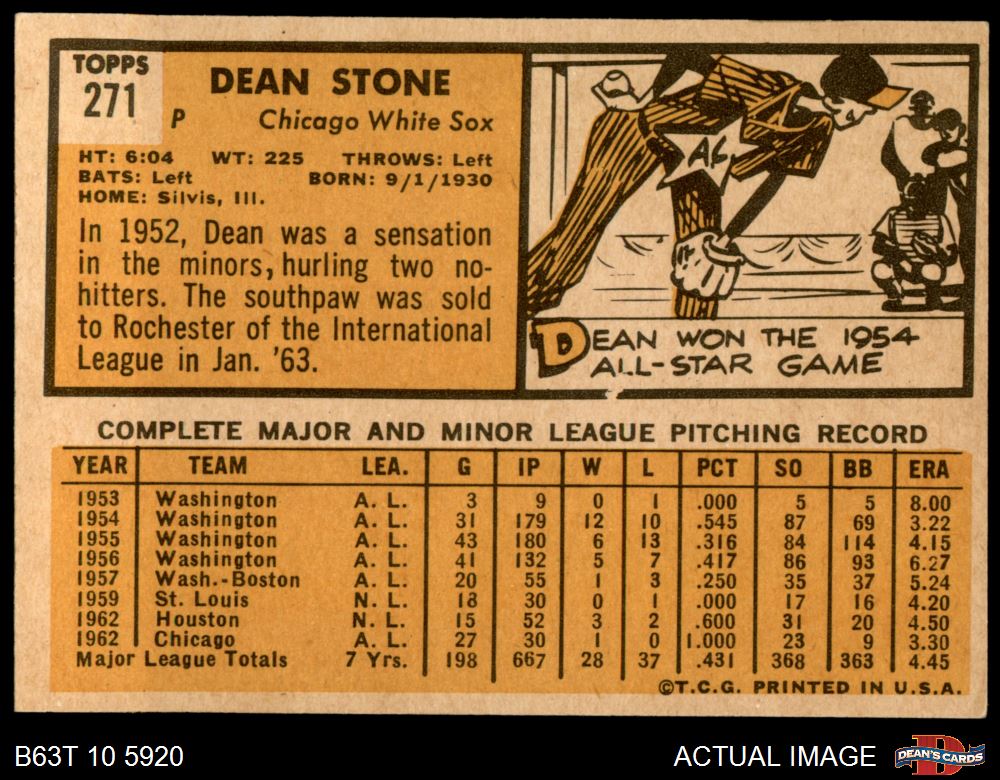 TOPPS
271
P
DEAN STONE
Chicago White Sox
HT: 6:04 WT: 225 THROWS: Left
BATS: Left BORN: 9/1/1930
HOME: Silvis, Ill.
In 1952, Dean was a sensation
in the minors, hurling two no-
hitters. The southpaw was sold
to Rochester of the International
League in Jan. '63.
AL
DEAN WON THE 1954
ALL-STAR GAME
COMPLETE MAJOR AND MINOR LEAGUE PITCHING RECORD
YEAR TEAM LEA. G IP W L PCT SO BB ERA
1953 Washington A. L. 3 9 0 1 .000 5 5 8.00
1954 Washington A. L. 31 179 12 10 .545 87 69 3.22
1955 Washington A. L. 43 180 6 13 .316 84 114 4.15
1956 Washington A. L. 41 132 5 7 .417 86 93 6.27
1957 Wash.-Boston A. L. 20 55 1 3 .250 35 37 5.24
1959 St. Louis N. L. 18 30 0 1 .000 17 16 4.20
1962 Houston N. L. 15 52 3 2 .600 31 20 4.50
1962 Chicago A. L. 27 30 1 0 1.000 23 9 3.30
Major League Totals 7 Yrs. 198 667 28 37 .431 368 363 4.45
©T.C.G. PRINTED IN U.S.A.
B63T 10 5920
ACTUAL IMAGE
D
DEAN'S CARDS